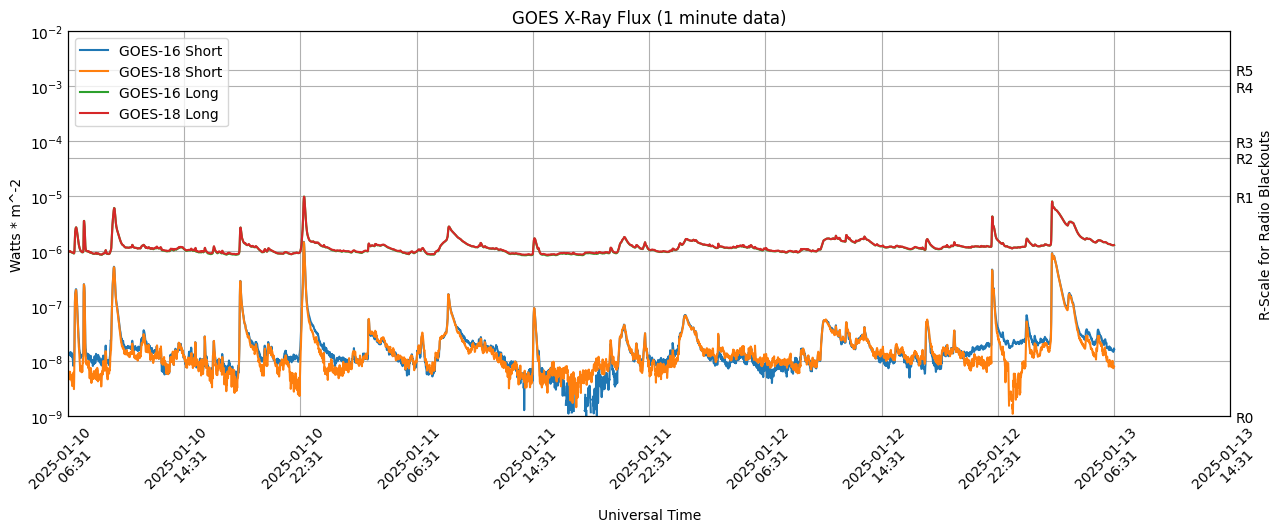 GOES X-Ray Flux (1 minute data)
GOES-16 Short
GOES-18 Short
GOES-16 Long
GOES-18 Long
10^-2
10^-3
10^-4
10^-5
10^-6
10^-7
10^-8
10^-9
Watts * m^-2
R5
R4
R3
R2
R1
R0
R-Scale for Radio Blackouts
2025-01-10
06:31
2025-01-10
14:31
2025-01-10
22:31
2025-01-11
06:31
2025-01-11
14:31
2025-01-11
22:31
2025-01-12
06:31
2025-01-12
14:31
2025-01-12
22:31
2025-01-13
06:31
2025-01-13
14:31
Universal Time